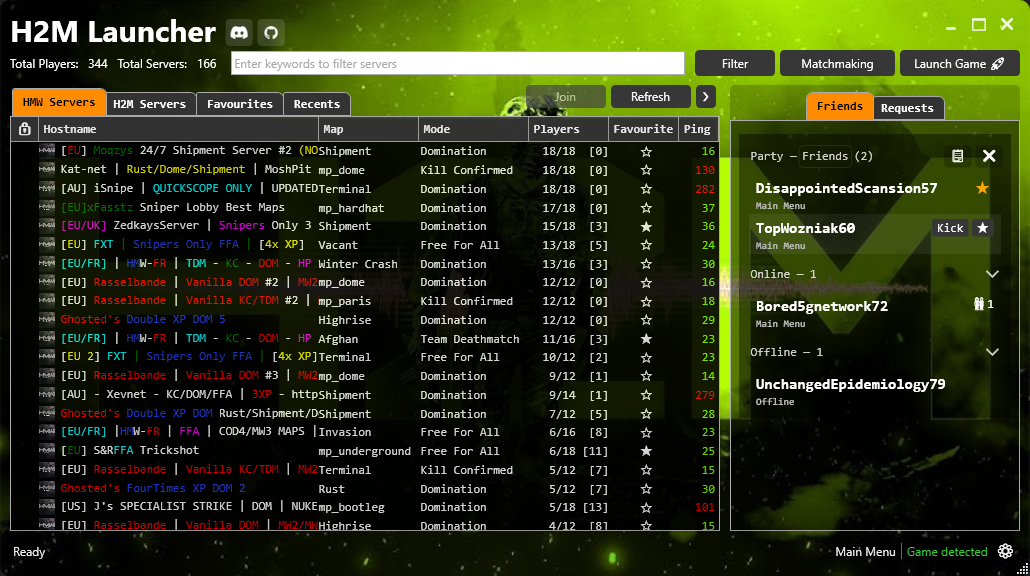 H2M Launcher
Total Players: 344 Total Servers: 166 Enter keywords to filter servers Filter Matchmaking Launch Game
HMW Servers H2M Servers Favourites Recents Join Refresh
Hostname Map Mode Players Favourite Ping
[EU] Moqzys 24/7 Shipment Server #2 (NO Shipment Domination 18/18 [0] 16
Kat-net | Rust/Dome/Shipment | MoshPit mp_dome Kill Confirmed 18/18 [0] 130
[AU] iSnipe | QUICKSCOPE ONLY | UPDATED Terminal Domination 18/18 [0] 282
[EU]xFasstz Sniper Lobby Best Maps mp_hardhat Domination 17/18 [0] 37
[EU/UK] ZedkaysServer | Snipers Only 3 Shipment Domination 15/18 [3] 36
[EU] FXT | Snipers Only FFA | [4x XP] Vacant Free For All 13/18 [5] 24
[EU/FR] | HMW-FR | TDM - KC - DOM - HP Winter Crash Domination 13/16 [3] 30
[EU] Rasselbande | Vanilla DOM #2 | MW2 mp_dome Domination 12/12 [0] 16
[EU] Rasselbande | Vanilla KC/TDM #2 | mp_paris Kill Confirmed 12/12 [0] 18
Ghosted's Double XP DOM 5 Highrise Domination 12/12 [0] 29
[EU/FR] | HMW-FR | TDM - KC - DOM - HP Afghan Team Deathmatch 11/16 [3] 23
[EU 2] FXT | Snipers Only FFA | [4x XP] Terminal Free For All 10/12 [2] 23
[EU] Rasselbande | Vanilla DOM #3 | MW2 mp_dome Domination 9/12 [1] 14
[AU] - Xevnet - KC/DOM/FFA | 3XP - http Shipment Domination 9/14 [1] 279
Ghosted's Double XP DOM Rust/Shipment/D Shipment Domination 7/12 [5] 28
[EU/FR] |HMW-FR | FFA | COD4/MW3 MAPS | Invasion Free For All 6/16 [8] 23
[EU] S&RFFA Trickshot mp_underground Free For All 6/18 [11] 25
[EU] Rasselbande | Vanilla KC/TDM | MW2 Terminal Kill Confirmed 5/12 [7] 15
Ghosted's FourTimes XP DOM 2 Rust Domination 5/12 [7] 30
[US] J's SPECIALIST STRIKE | DOM | NUKE mp_bootleg Domination 5/18 [13] 101
[EU] Rasselbande | Vanilla DOM | MW2/MW Highrise Domination 4/12 [8] 15
Friends Requests
Party – Friends (2)
DisappointedScansion57
Main Menu
TopWozniak60 Kick
Main Menu
Online – 1
Bored5gnetwork72 1
Main Menu
Offline – 1
UnchangedEpidemiology79
Offline
Ready Main Menu | Game detected